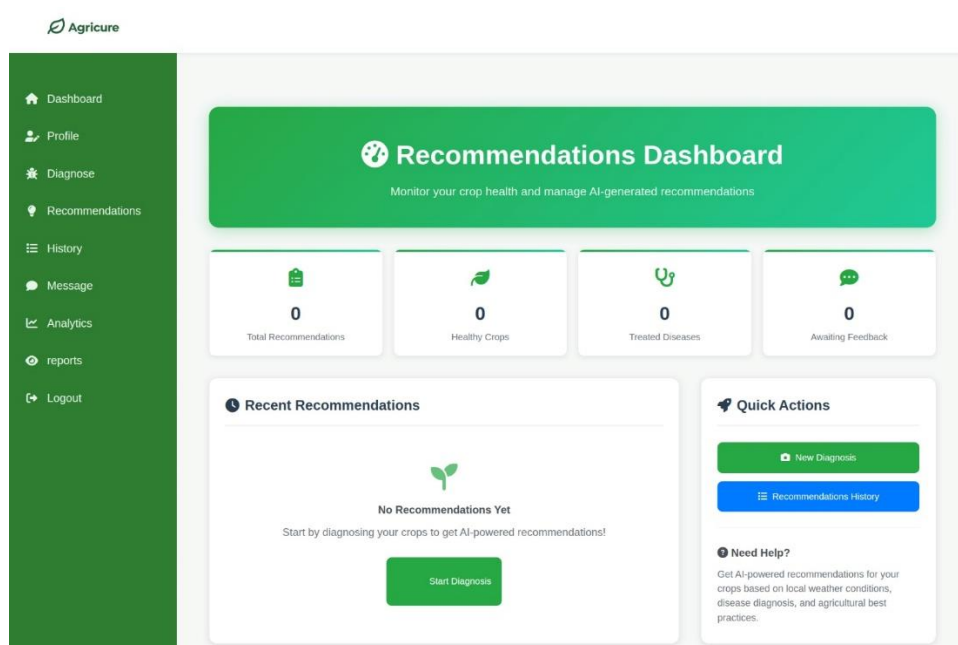 Agricure
Dashboard
Profile
Diagnose
Recommendations
History
Message
Analytics
reports
Logout
Recommendations Dashboard
Monitor your crop health and manage AI-generated recommendations
0
Total Recommendations
0
Healthy Crops
0
Treated Diseases
0
Awaiting Feedback
Recent Recommendations
No Recommendations Yet
Start by diagnosing your crops to get AI-powered recommendations!
Start Diagnosis
Quick Actions
New Diagnosis
Recommendations History
Need Help?
Get AI-powered recommendations for your
crops based on local weather conditions,
disease diagnosis, and agricultural best
practices.